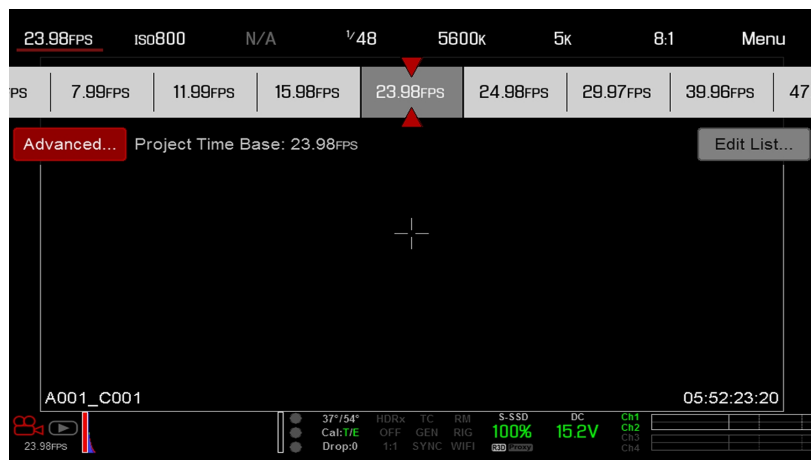 23.98FPS ISO800 N/A 1/48 5600K 5K 8:1 Menu
PS 7.99FPS 11.99FPS 15.98FPS 23.98FPS 24.98FPS 29.97FPS 39.96FPS 47
Advanced... Project Time Base: 23.98FPS Edit List...
A001_C001 05:52:23:20
37°/54° HDRx TC RM S-SSD DC Ch1
Cal:T/E OFF GEN RIG 100% 15.2V Ch2
Drop:0 1:1 SYNC WIFI R3D Proxy Ch3
23.98FPS Ch4